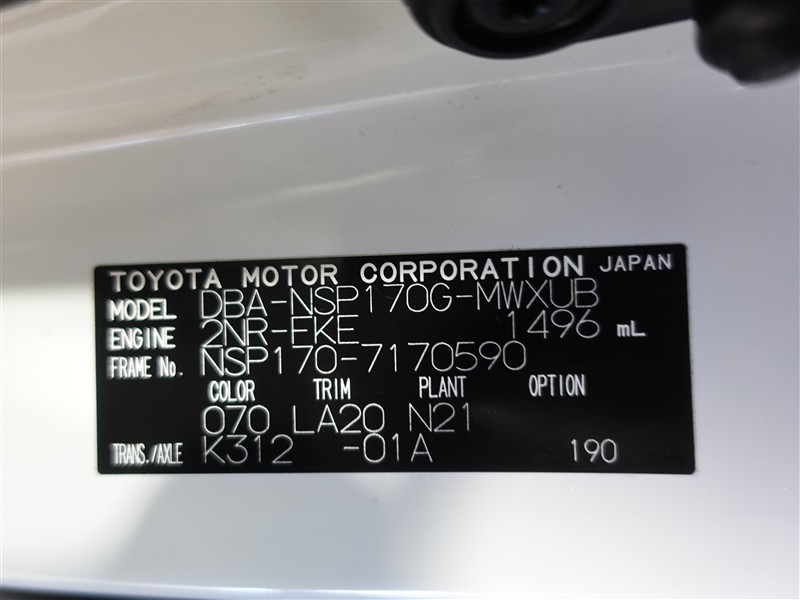 TOYOTA MOTOR CORPORATION JAPAN
MODEL DBA-NSP170G-MWXUB
ENGINE 2NR-FKE 1496 mL
FRAME No. NSP170-7170590
COLOR TRIM PLANT OPTION
070 LA20 N21
TRANS./AXLE K312 -01A 190